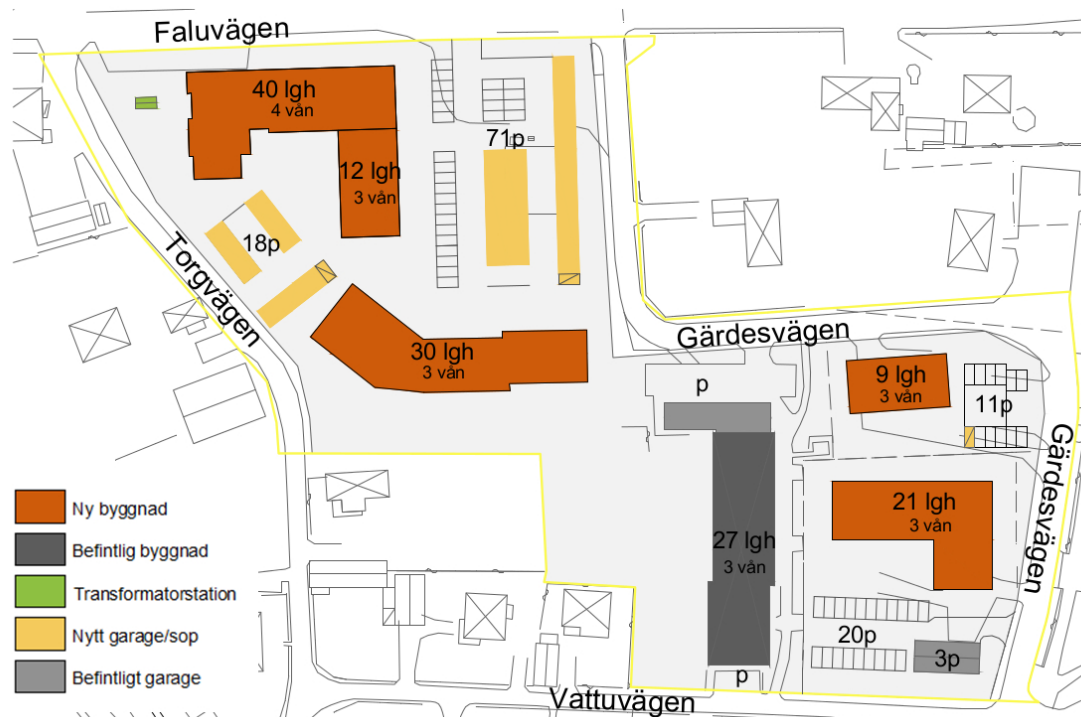 Faluvägen
40 lgh
4 vån
71p
12 lgh
3 vån
18p
Torgvägen
30 lgh
3 vån
Gärdesvägen
p
9 lgh
3 vån
11p
Gärdesvägen
21 lgh
3 vån
27 lgh
3 vån
20p
3p
p
Vattuvägen
Ny byggnad
Befintlig byggnad
Transformatorstation
Nytt garage/sop
Befintligt garage